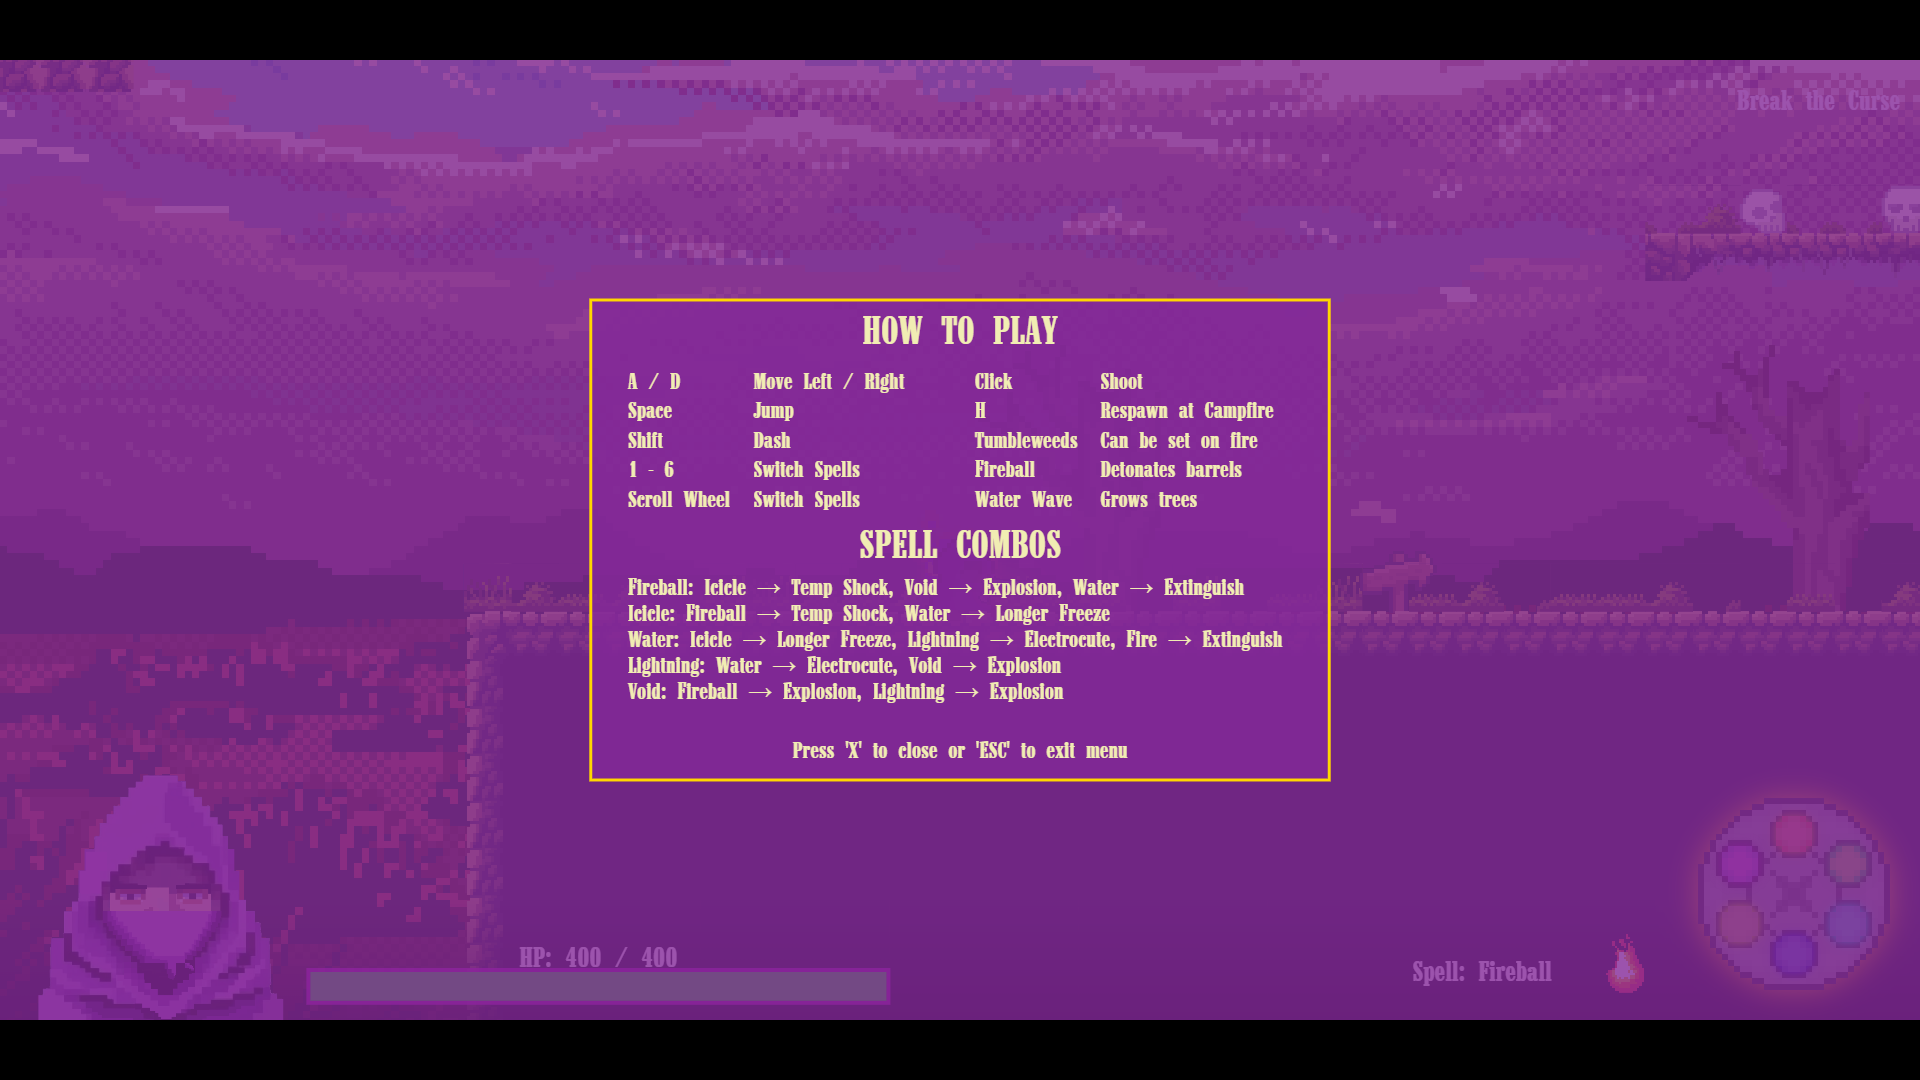 Break the Curse
HOW TO PLAY
A / D Move Left / Right Click Shoot
Space Jump H Respawn at Campfire
Shift Dash Tumbleweeds Can be set on fire
1 - 6 Switch Spells Fireball Detonates barrels
Scroll Wheel Switch Spells Water Wave Grows trees
SPELL COMBOS
Fireball: Icicle → Temp Shock, Void → Explosion, Water → Extinguish
Icicle: Fireball → Temp Shock, Water → Longer Freeze
Water: Icicle → Longer Freeze, Lightning → Electrocute, Fire → Extinguish
Lightning: Water → Electrocute, Void → Explosion
Void: Fireball → Explosion, Lightning → Explosion
Press 'X' to close or 'ESC' to exit menu
HP: 400 / 400
Spell: Fireball